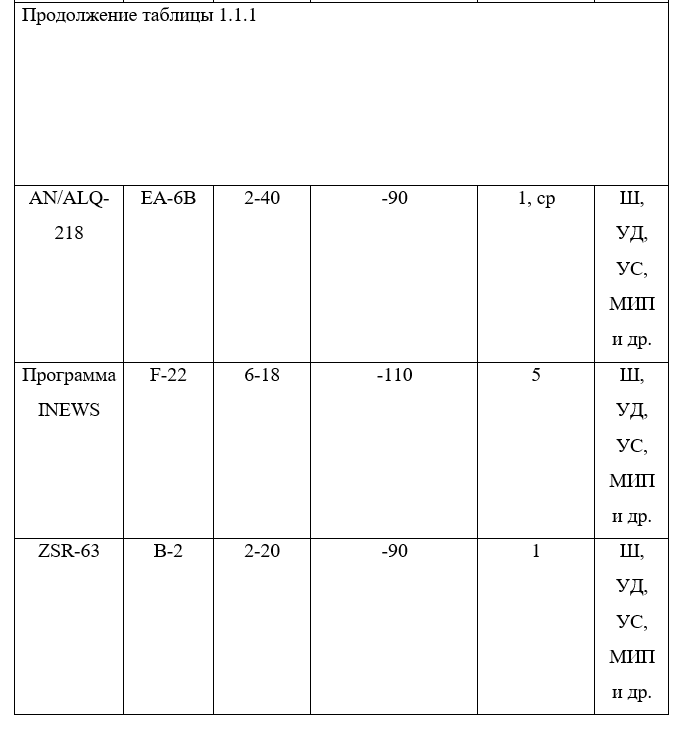 Продолжение таблицы 1.1.1
AN/ALQ-218 EA-6B 2-40 -90 1, ср Ш, УД, УС, МИП и др.
Программа INEWS F-22 6-18 -110 5 Ш, УД, УС, МИП и др.
ZSR-63 B-2 2-20 -90 1 Ш, УД, УС, МИП и др.